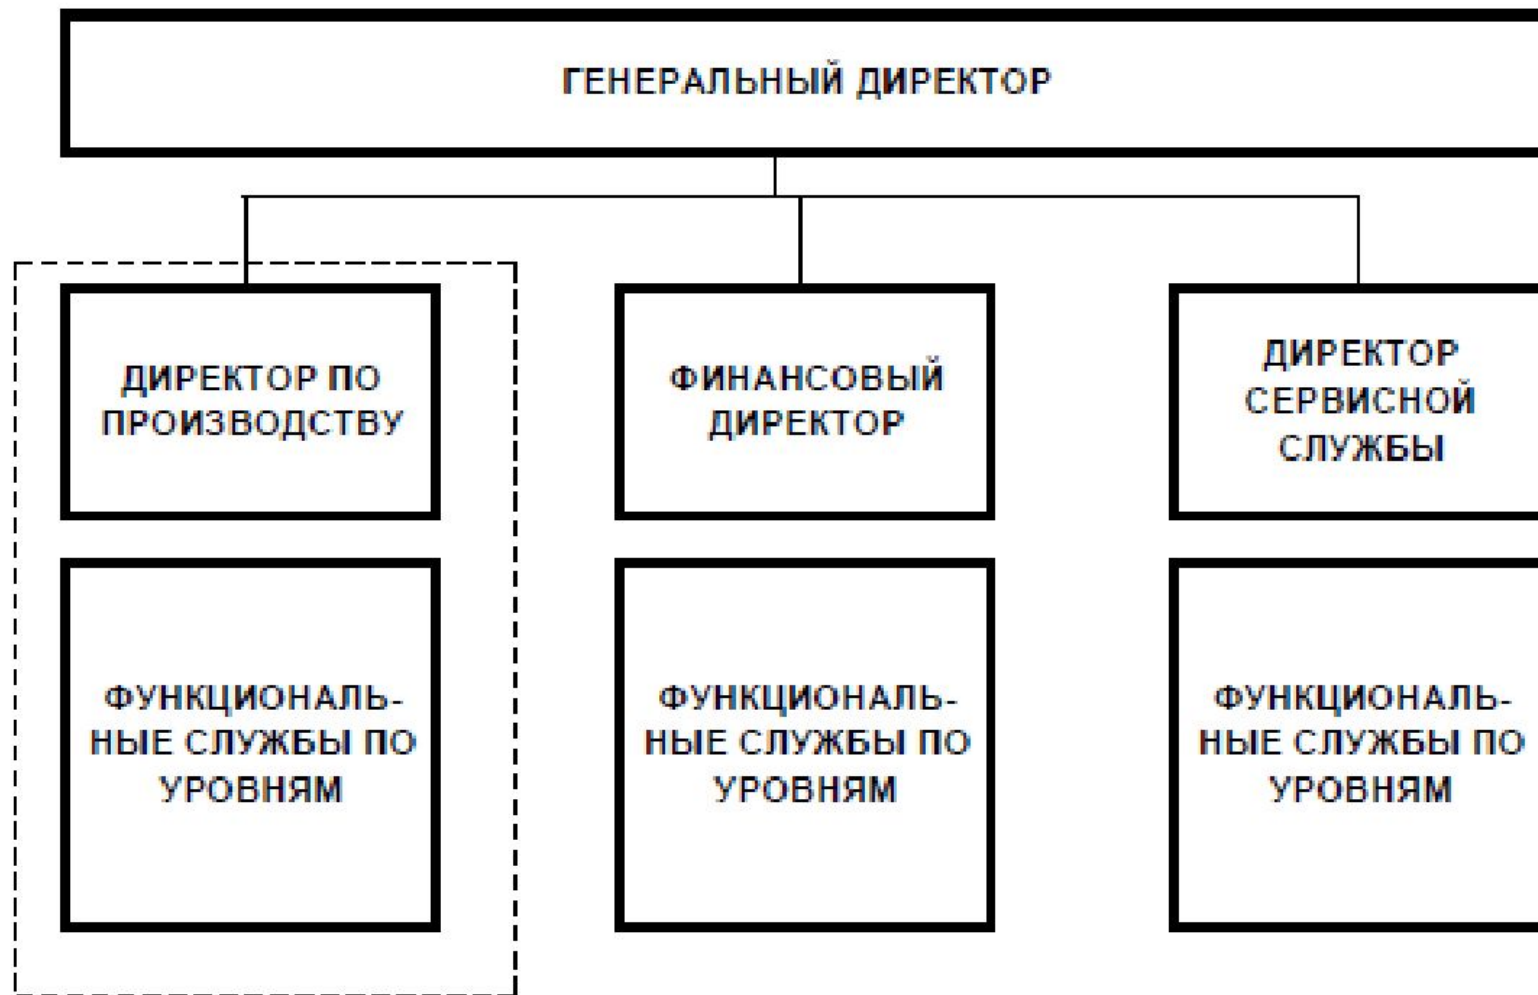 ГЕНЕРАЛЬНЫЙ ДИРЕКТОР
ДИРЕКТОР ПО
ПРОИЗВОДСТВУ
ФИНАНСОВЫЙ
ДИРЕКТОР
ДИРЕКТОР
СЕРВИСНОЙ
СЛУЖБЫ
ФУНКЦИОНАЛЬ-
НЫЕ СЛУЖБЫ ПО
УРОВНЯМ
ФУНКЦИОНАЛЬ-
НЫЕ СЛУЖБЫ ПО
УРОВНЯМ
ФУНКЦИОНАЛЬ-
НЫЕ СЛУЖБЫ ПО
УРОВНЯМ